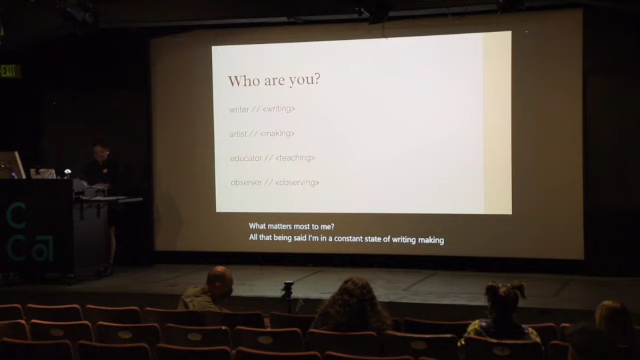 EXIT
Who are you?
writer // <writing>
artist // <making>
educator // <teaching>
observer // <observing>
What matters most to me?
All that being said I'm in a constant state of writing making
C
Ca